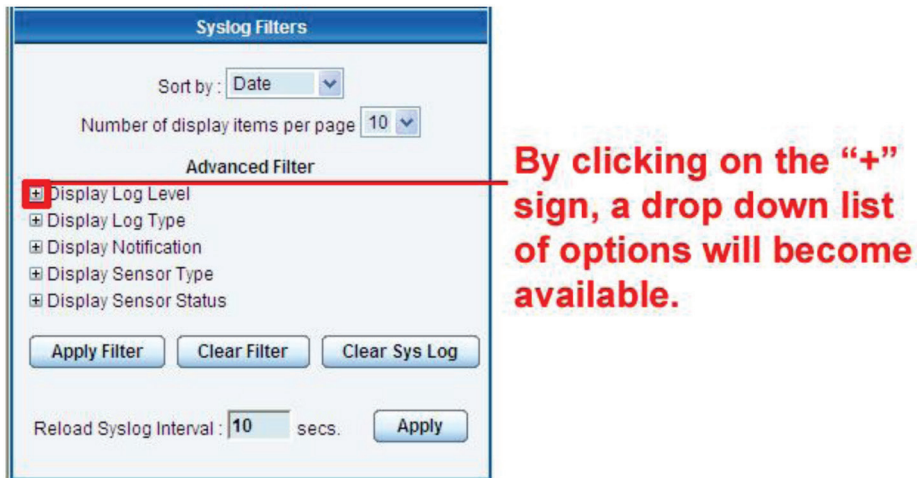 Syslog Filters
Sort by : Date
Number of display items per page 10
Advanced Filter
Display Log Level
Display Log Type
Display Notification
Display Sensor Type
Display Sensor Status
Apply Filter Clear Filter Clear Sys Log
Reload Syslog Interval : 10 secs. Apply
By clicking on the “+”
sign, a drop down list
of options will become
available.